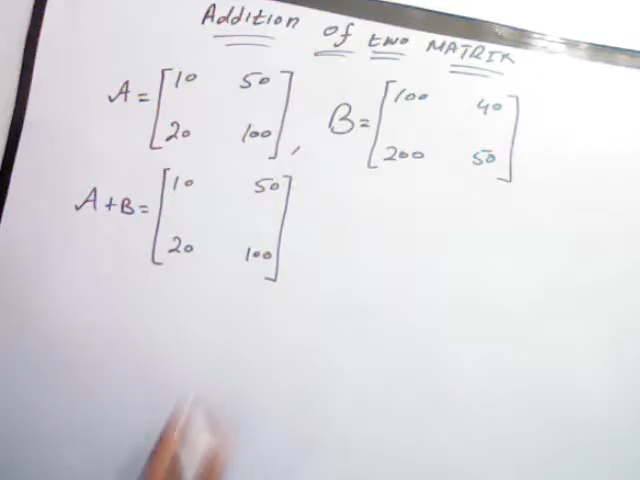 Addition of two MATRIX
A = [10 50
20 100], B = [100 40
200 50]
A+B = [10 50
20 100]